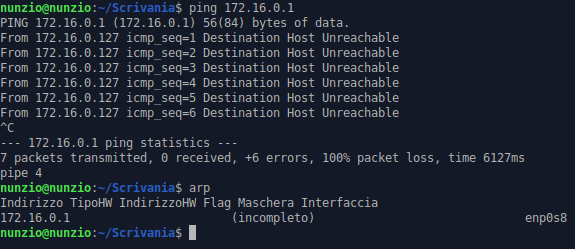 nunzio@nunzio:~/Scrivania$ ping 172.16.0.1
PING 172.16.0.1 (172.16.0.1) 56(84) bytes of data.
From 172.16.0.127 icmp_seq=1 Destination Host Unreachable
From 172.16.0.127 icmp_seq=2 Destination Host Unreachable
From 172.16.0.127 icmp_seq=3 Destination Host Unreachable
From 172.16.0.127 icmp_seq=4 Destination Host Unreachable
From 172.16.0.127 icmp_seq=5 Destination Host Unreachable
From 172.16.0.127 icmp_seq=6 Destination Host Unreachable
^C
--- 172.16.0.1 ping statistics ---
7 packets transmitted, 0 received, +6 errors, 100% packet loss, time 6127ms
pipe 4
nunzio@nunzio:~/Scrivania$ arp
Indirizzo TipoHW IndirizzoHW Flag Maschera Interfaccia
172.16.0.1 (incompleto) enp0s8
nunzio@nunzio:~/Scrivania$